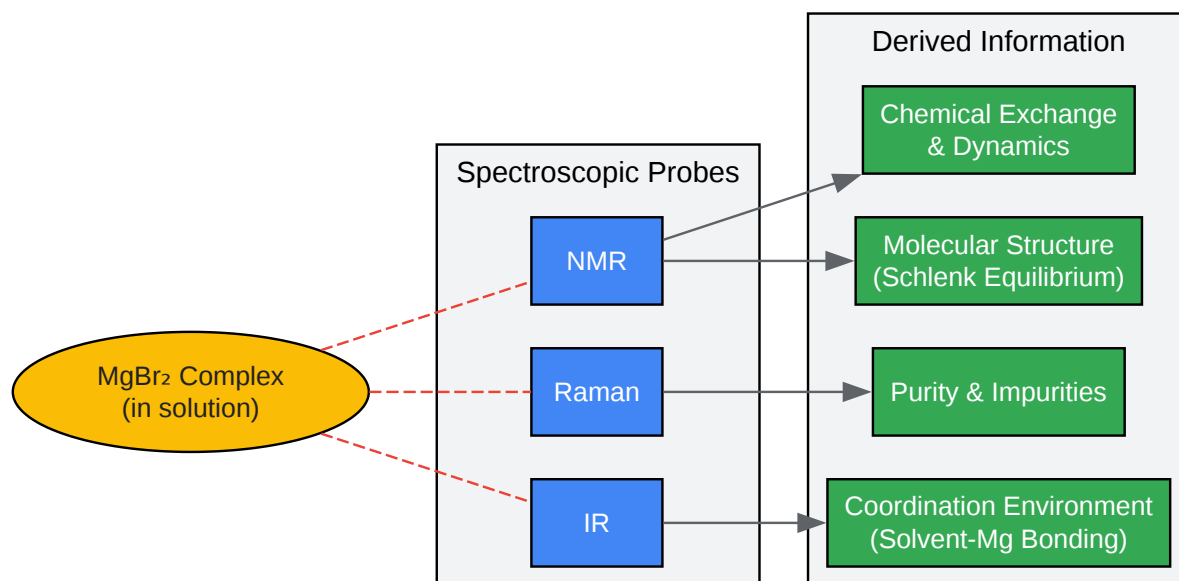 MgBr₂ Complex
(in solution)
Spectroscopic Probes
NMR
Raman
IR
Derived Information
Chemical Exchange
& Dynamics
Molecular Structure
(Schlenk Equilibrium)
Purity & Impurities
Coordination Environment
(Solvent-Mg Bonding)